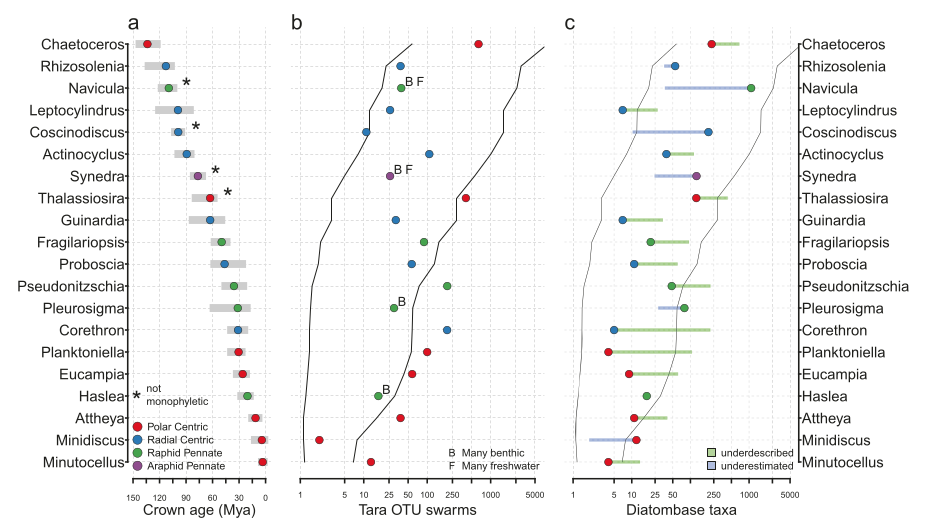 a
b
c
Chaetoceros
Rhizosolenia
Navicula
Leptocylindrus
Coscinodiscus
Actinocyclus
Synedra
Thalassiosira
Guinardia
Fragilariopsis
Proboscia
Pseudonitzschia
Pleurosigma
Corethron
Planktoniella
Eucampia
Haslea
Attheya
Minidiscus
Minutocellus
*
*
*
*
* not
monophyletic
Polar Centric
Radial Centric
Raphid Pennate
Araphid Pennate
150 120 90 60 30 0
Crown age (Mya)
B F
B F
B
B
B Many benthic
F Many freshwater
1 5 10 25 50 100 250 1000 5000
Tara OTU swarms
underdescribed
underestimated
1 5 10 25 50 250 1000 5000
Diatombase taxa
Chaetoceros
Rhizosolenia
Navicula
Leptocylindrus
Coscinodiscus
Actinocyclus
Synedra
Thalassiosira
Guinardia
Fragilariopsis
Proboscia
Pseudonitzschia
Pleurosigma
Corethron
Planktoniella
Eucampia
Haslea
Attheya
Minidiscus
Minutocellus